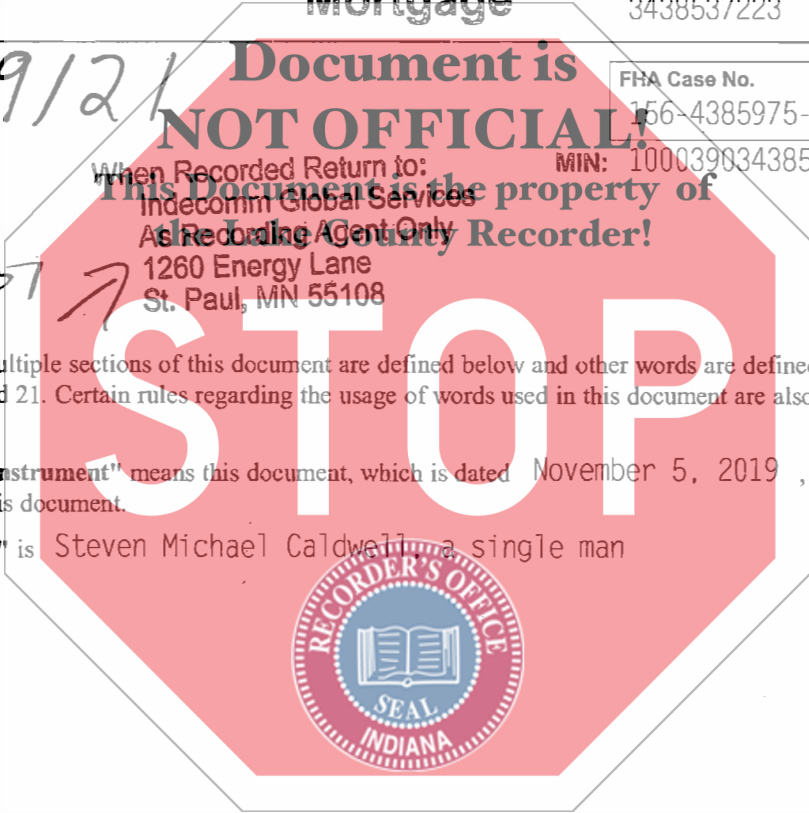 Mortgage
3438537223
9/21
Document is
NOT OFFICIAL!
FHA Case No.
156-4385975-
When Recorded Return to:
MIN: 100039034385
This Document is the property of
Indecomm Global Services
the Lake County Recorder!
As Recording Agent Only
1260 Energy Lane
St. Paul, MN 55108
STOP
ultiple sections of this document are defined below and other words are defined
d 21. Certain rules regarding the usage of words used in this document are also
nstrument" means this document, which is dated November 5, 2019 ,
is document.
" is Steven Michael Caldwell, a single man
RECORDER'S OFFICE
SEAL
INDIANA